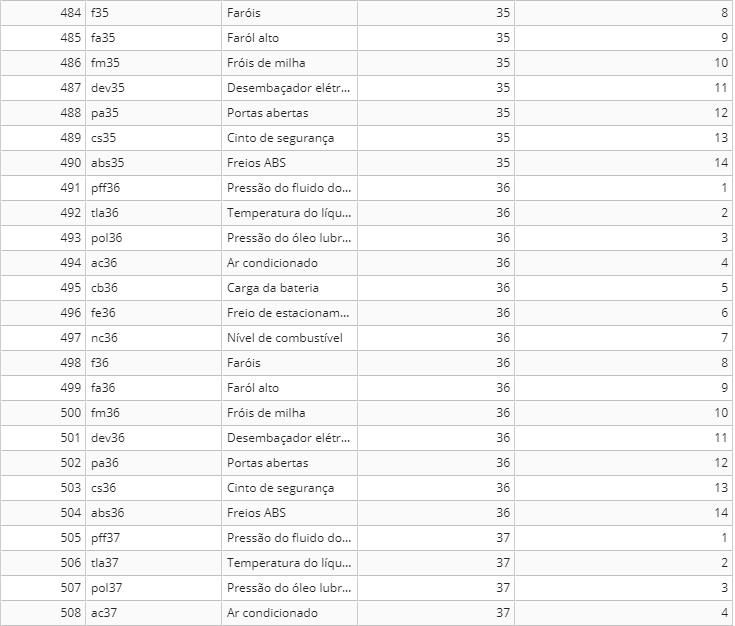 484 f35 Faróis 35 8
485 fa35 Faról alto 35 9
486 fm35 Fróis de milha 35 10
487 dev35 Desembaçador elétr... 35 11
488 pa35 Portas abertas 35 12
489 cs35 Cinto de segurança 35 13
490 abs35 Freios ABS 35 14
491 pff36 Pressão do fluido do... 36 1
492 tla36 Temperatura do líqu... 36 2
493 pol36 Pressão do óleo lubr... 36 3
494 ac36 Ar condicionado 36 4
495 cb36 Carga da bateria 36 5
496 fe36 Freio de estacionam... 36 6
497 nc36 Nível de combustível 36 7
498 f36 Faróis 36 8
499 fa36 Faról alto 36 9
500 fm36 Fróis de milha 36 10
501 dev36 Desembaçador elétr... 36 11
502 pa36 Portas abertas 36 12
503 cs36 Cinto de segurança 36 13
504 abs36 Freios ABS 36 14
505 pff37 Pressão do fluido do... 37 1
506 tla37 Temperatura do líqu... 37 2
507 pol37 Pressão do óleo lubr... 37 3
508 ac37 Ar condicionado 37 4